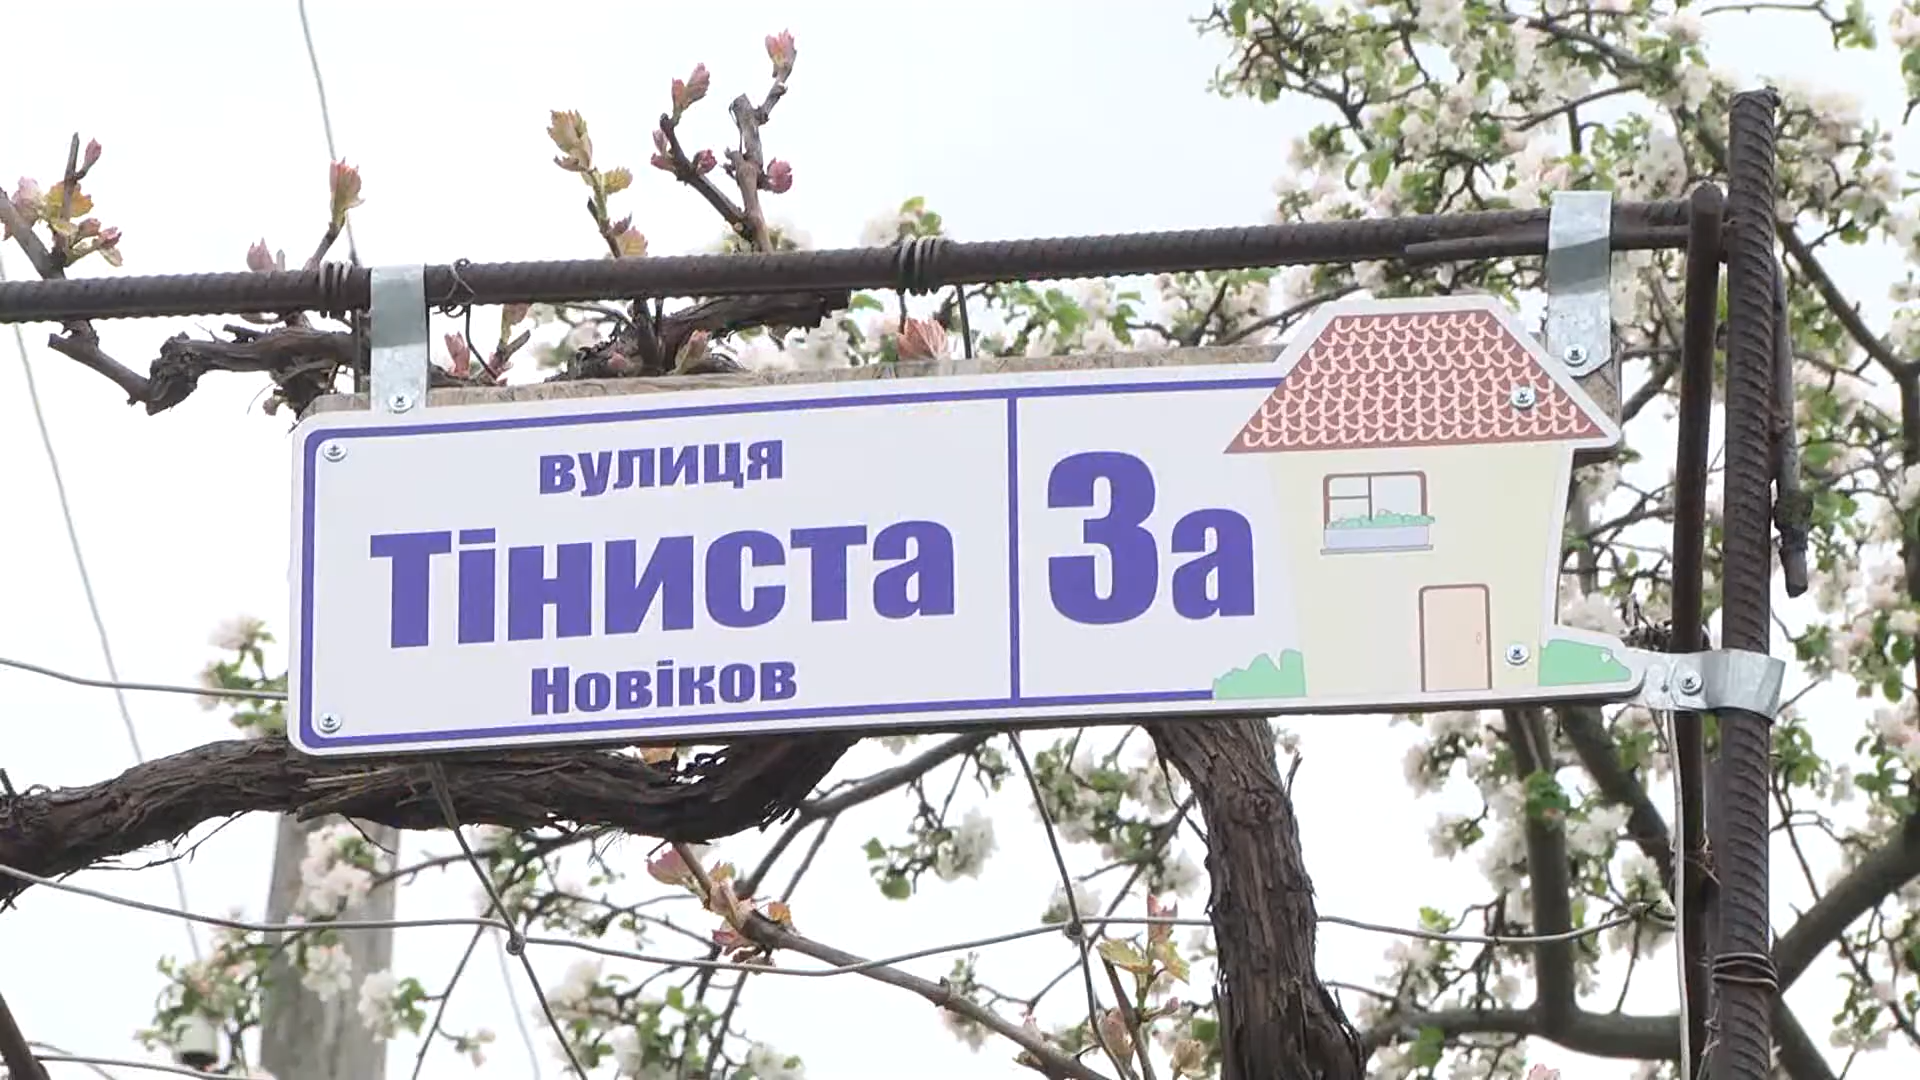 вулиця
Тіниста
Новіков
3а